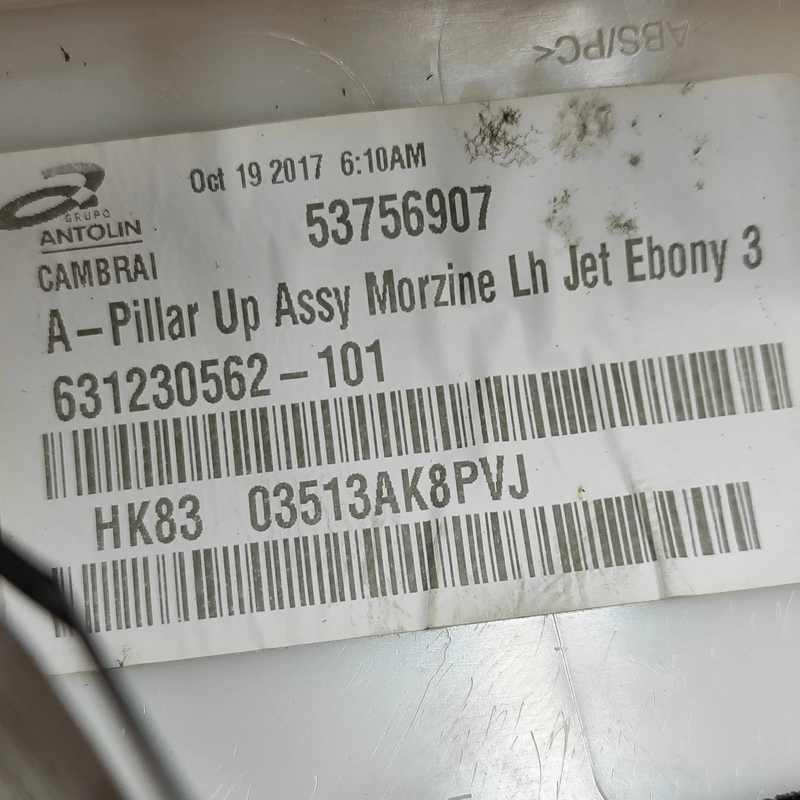 >ABS/PC<
Oct 19 2017 6:10AM
GRUPO
ANTOLIN
53756907
CAMBRAI
A-Pillar Up Assy Morzine Lh Jet Ebony 3
631230562-101
HK83 03513AK8PVJ